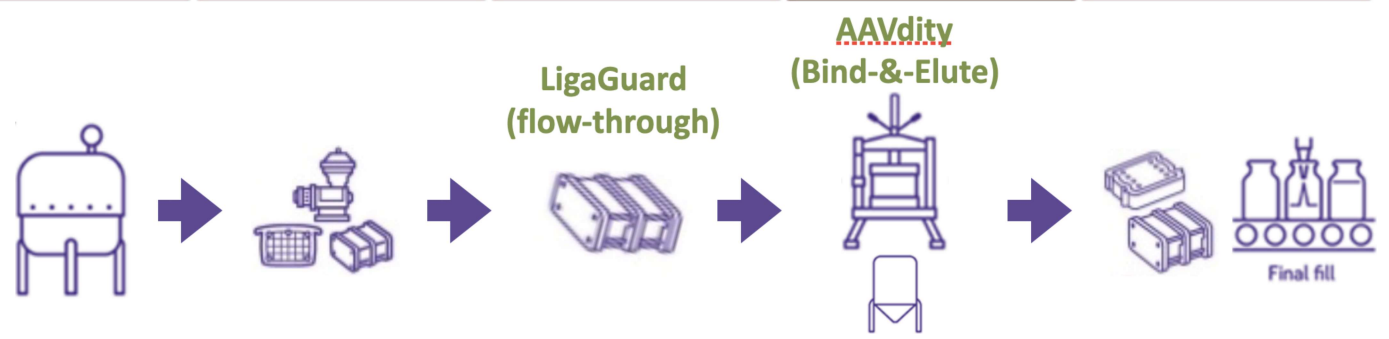 LigaGuard
(flow-through)
AAVdity
(Bind-&-Elute)
Final fill